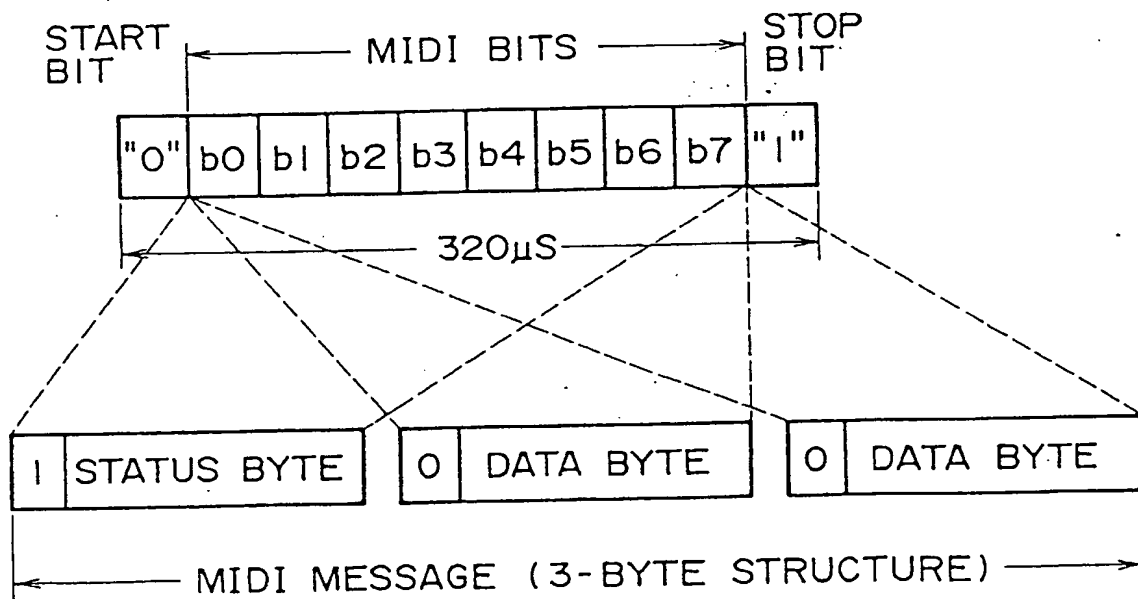 START BIT
MIDI BITS
STOP BIT
"0" b0 b1 b2 b3 b4 b5 b6 b7 "1"
320μS
1 STATUS BYTE 0 DATA BYTE 0 DATA BYTE
MIDI MESSAGE (3-BYTE STRUCTURE)